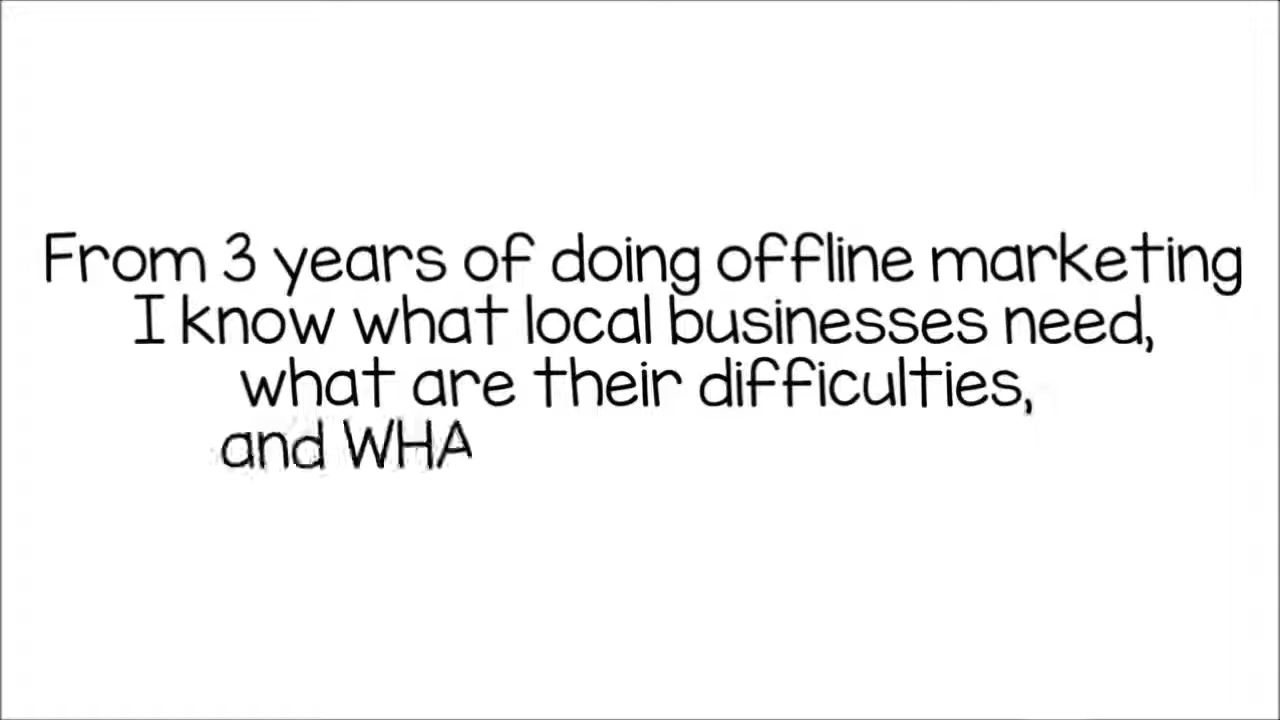 From 3 years of doing offline marketing
I know what local businesses need,
what are their difficulties,
and WHA